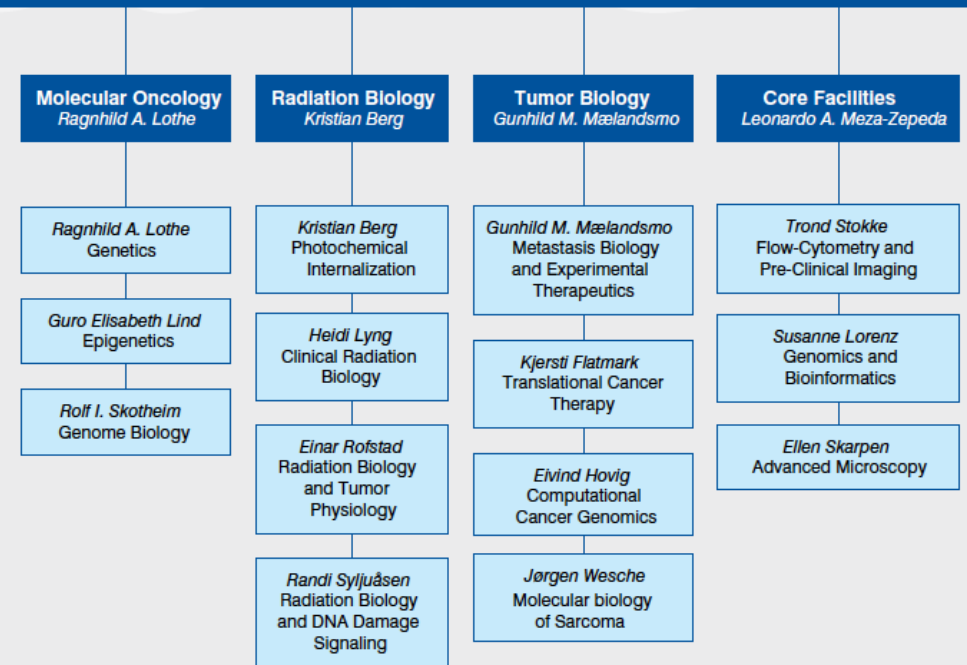 Molecular Oncology
Ragnhild A. Lothe
Ragnhild A. Lothe
Genetics
Guro Elisabeth Lind
Epigenetics
Rolf I. Skotheim
Genome Biology
Radiation Biology
Kristian Berg
Kristian Berg
Photochemical
Internalization
Heidi Lyng
Clinical Radiation
Biology
Einar Rofstad
Radiation Biology
and Tumor
Physiology
Randi Syljuåsen
Radiation Biology
and DNA Damage
Signaling
Tumor Biology
Gunhild M. Mælandsmo
Gunhild M. Mælandsmo
Metastasis Biology
and Experimental
Therapeutics
Kjersti Flatmark
Translational Cancer
Therapy
Eivind Hovig
Computational
Cancer Genomics
Jørgen Wesche
Molecular biology
of Sarcoma
Core Facilities
Leonardo A. Meza-Zepeda
Trond Stokke
Flow-Cytometry and
Pre-Clinical Imaging
Susanne Lorenz
Genomics and
Bioinformatics
Ellen Skarpen
Advanced Microscopy